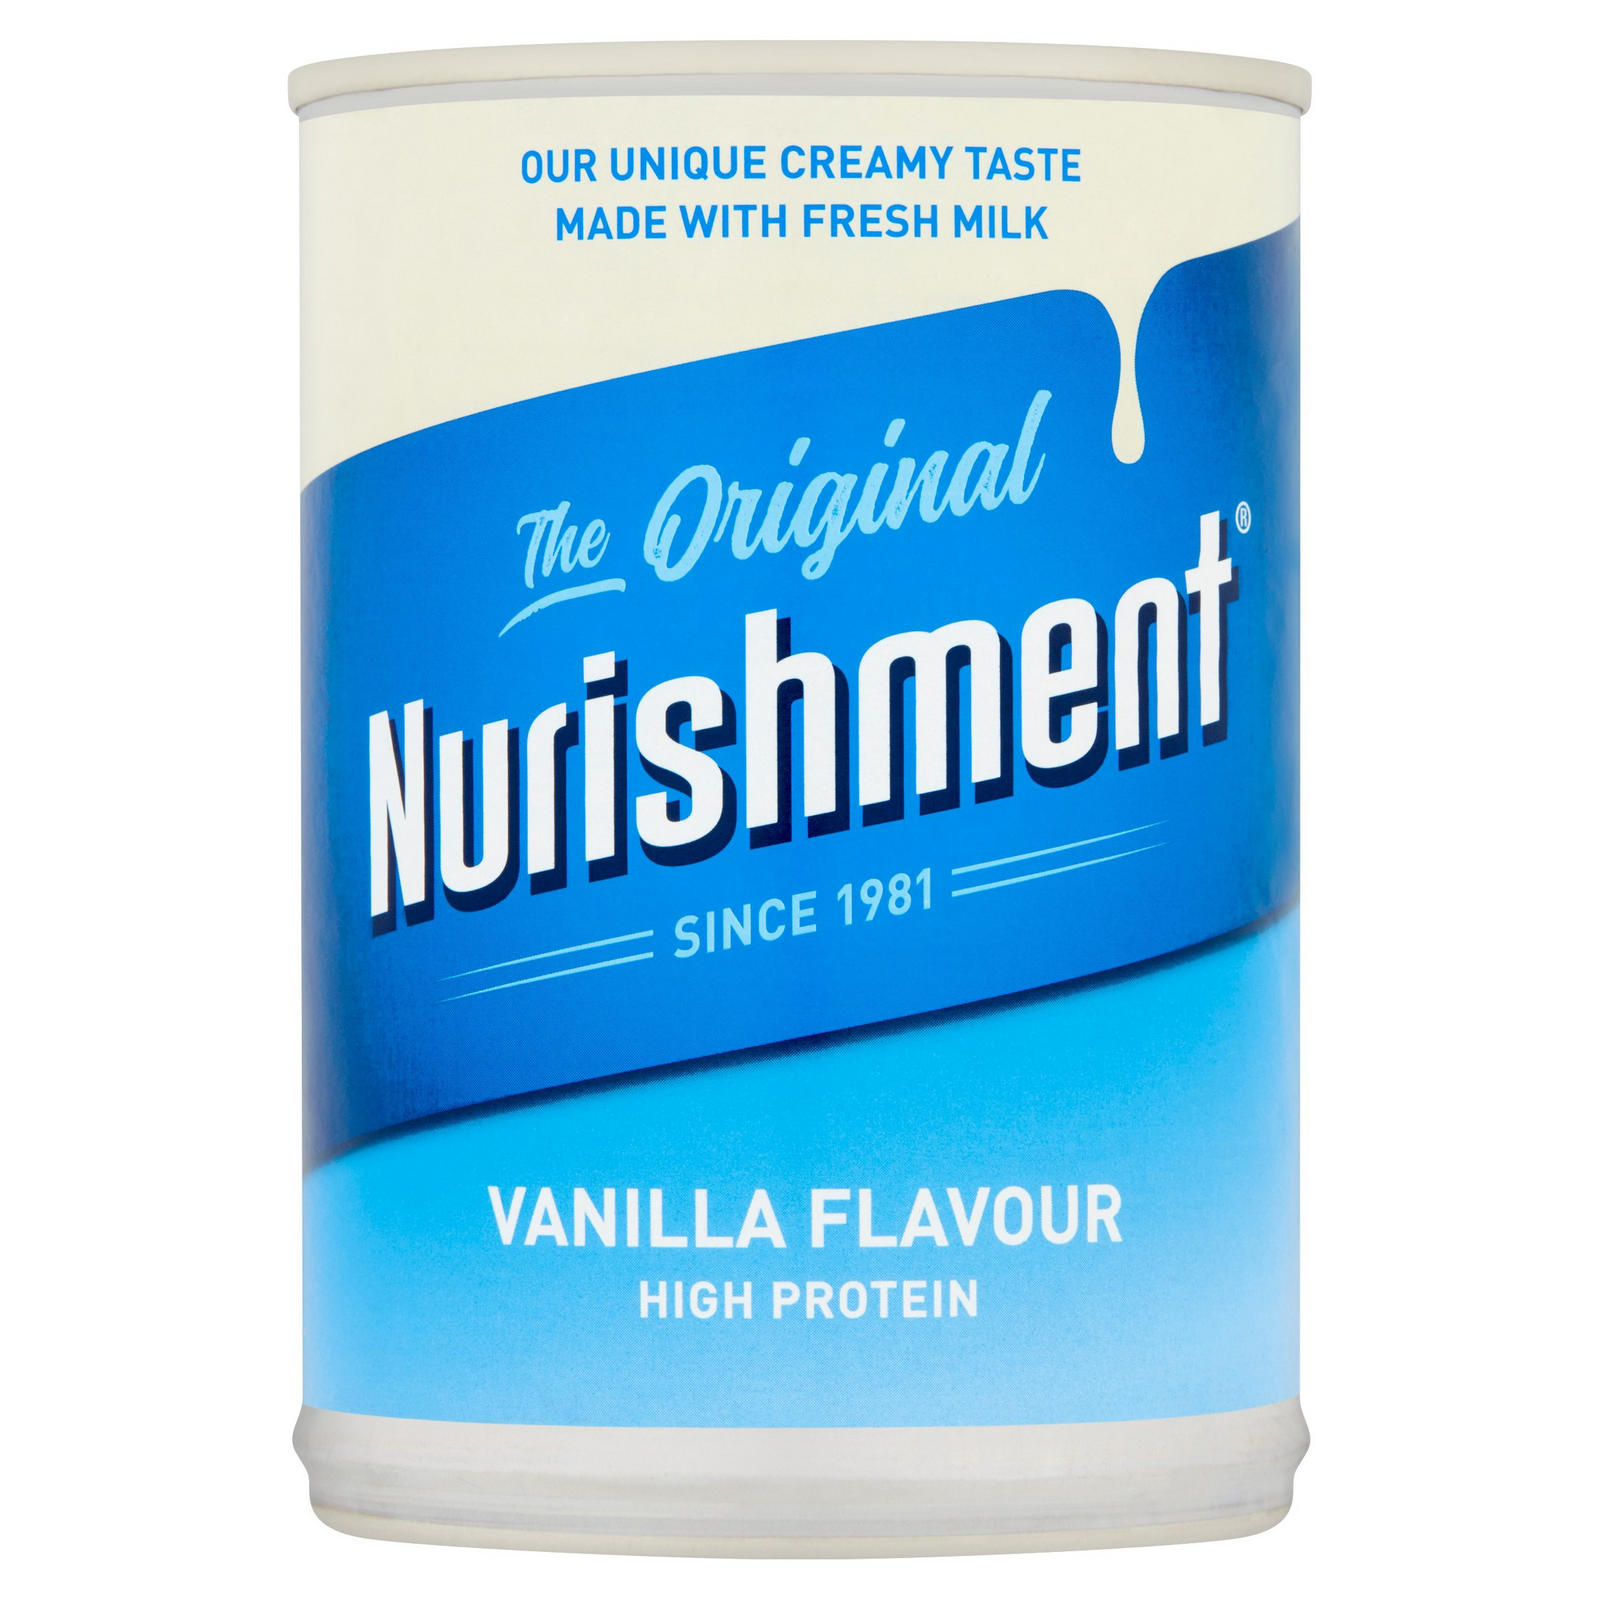 OUR UNIQUE CREAMY TASTE
MADE WITH FRESH MILK
The Original
Nurishment®
SINCE 1981
VANILLA FLAVOUR
HIGH PROTEIN